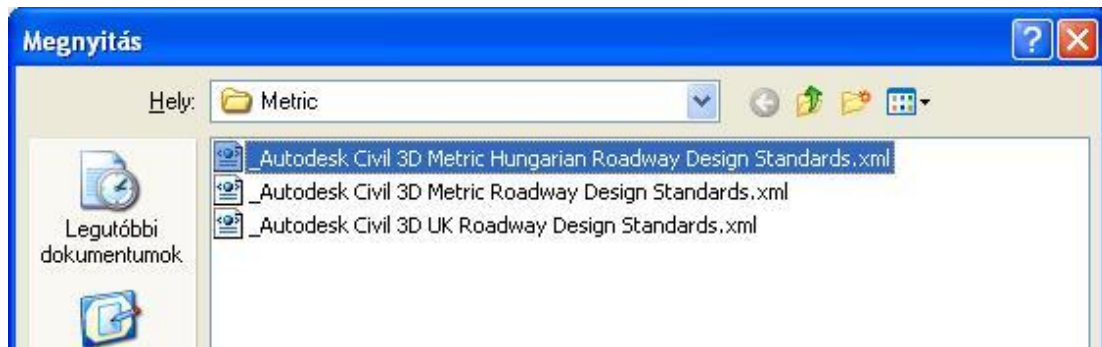 Megnyitás
Hely: Metric
_Autodesk Civil 3D Metric Hungarian Roadway Design Standards.xml
_Autodesk Civil 3D Metric Roadway Design Standards.xml
_Autodesk Civil 3D UK Roadway Design Standards.xml
Legutóbbi
dokumentumok